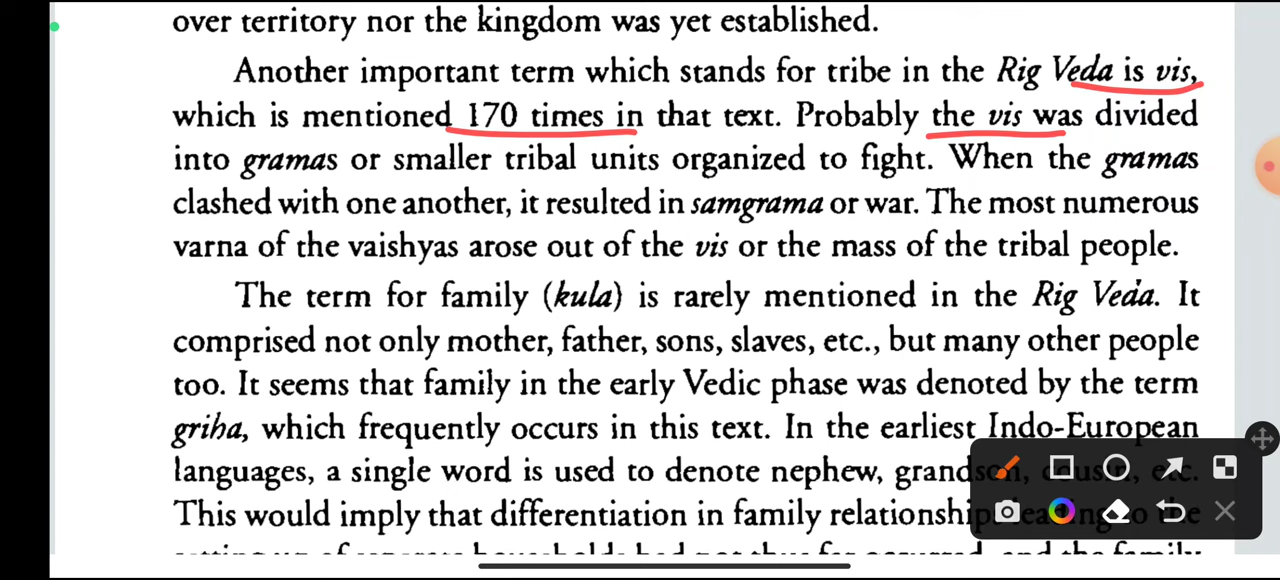 over territory nor the kingdom was yet established.
Another important term which stands for tribe in the Rig Veda is vis,
which is mentioned 170 times in that text. Probably the vis was divided
into gramas or smaller tribal units organized to fight. When the gramas
clashed with one another, it resulted in samgrama or war. The most numerous
varna of the vaishyas arose out of the vis or the mass of the tribal people.
The term for family (kula) is rarely mentioned in the Rig Veda. It
comprised not only mother, father, sons, slaves, etc., but many other people
too. It seems that family in the early Vedic phase was denoted by the term
griha, which frequently occurs in this text. In the earliest Indo-European
languages, a single word is used to denote nephew, grandson, cousin, etc.
This would imply that differentiation in family relationship leading to the